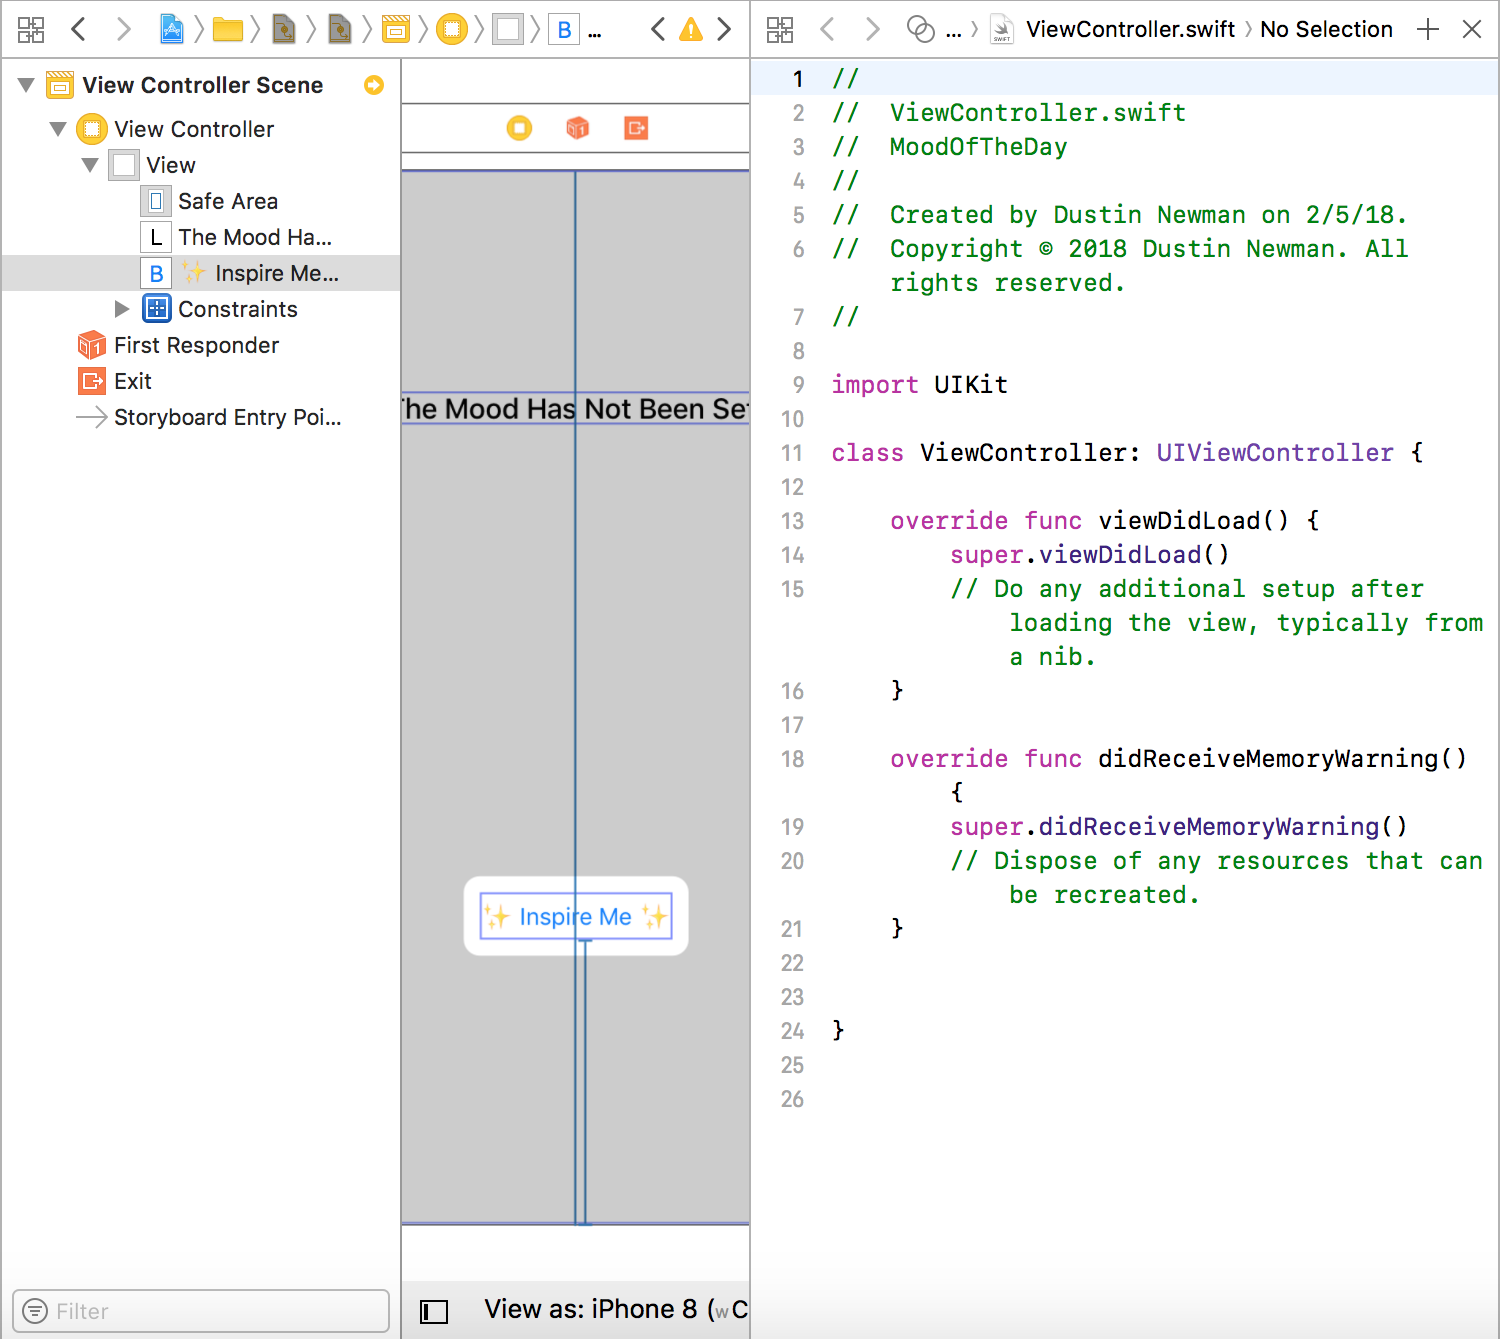 ... 
... › ViewController.swift › No Selection
View Controller Scene
View Controller
View
Safe Area
L The Mood Ha...
B ✨ Inspire Me...
Constraints
First Responder
Exit
Storyboard Entry Poi...
Filter
The Mood Has Not Been Set
✨ Inspire Me ✨
View as: iPhone 8 (wC
1 //
2 //  ViewController.swift
3 //  MoodOfTheDay
4 //
5 //  Created by Dustin Newman on 2/5/18.
6 //  Copyright © 2018 Dustin Newman. All
rights reserved.
7 //
8
9 import UIKit
10
11 class ViewController: UIViewController {
12
13     override func viewDidLoad() {
14         super.viewDidLoad()
15         // Do any additional setup after
loading the view, typically from
a nib.
16     }
17
18     override func didReceiveMemoryWarning()
{
19         super.didReceiveMemoryWarning()
20         // Dispose of any resources that can
be recreated.
21     }
22
23
24 }
25
26